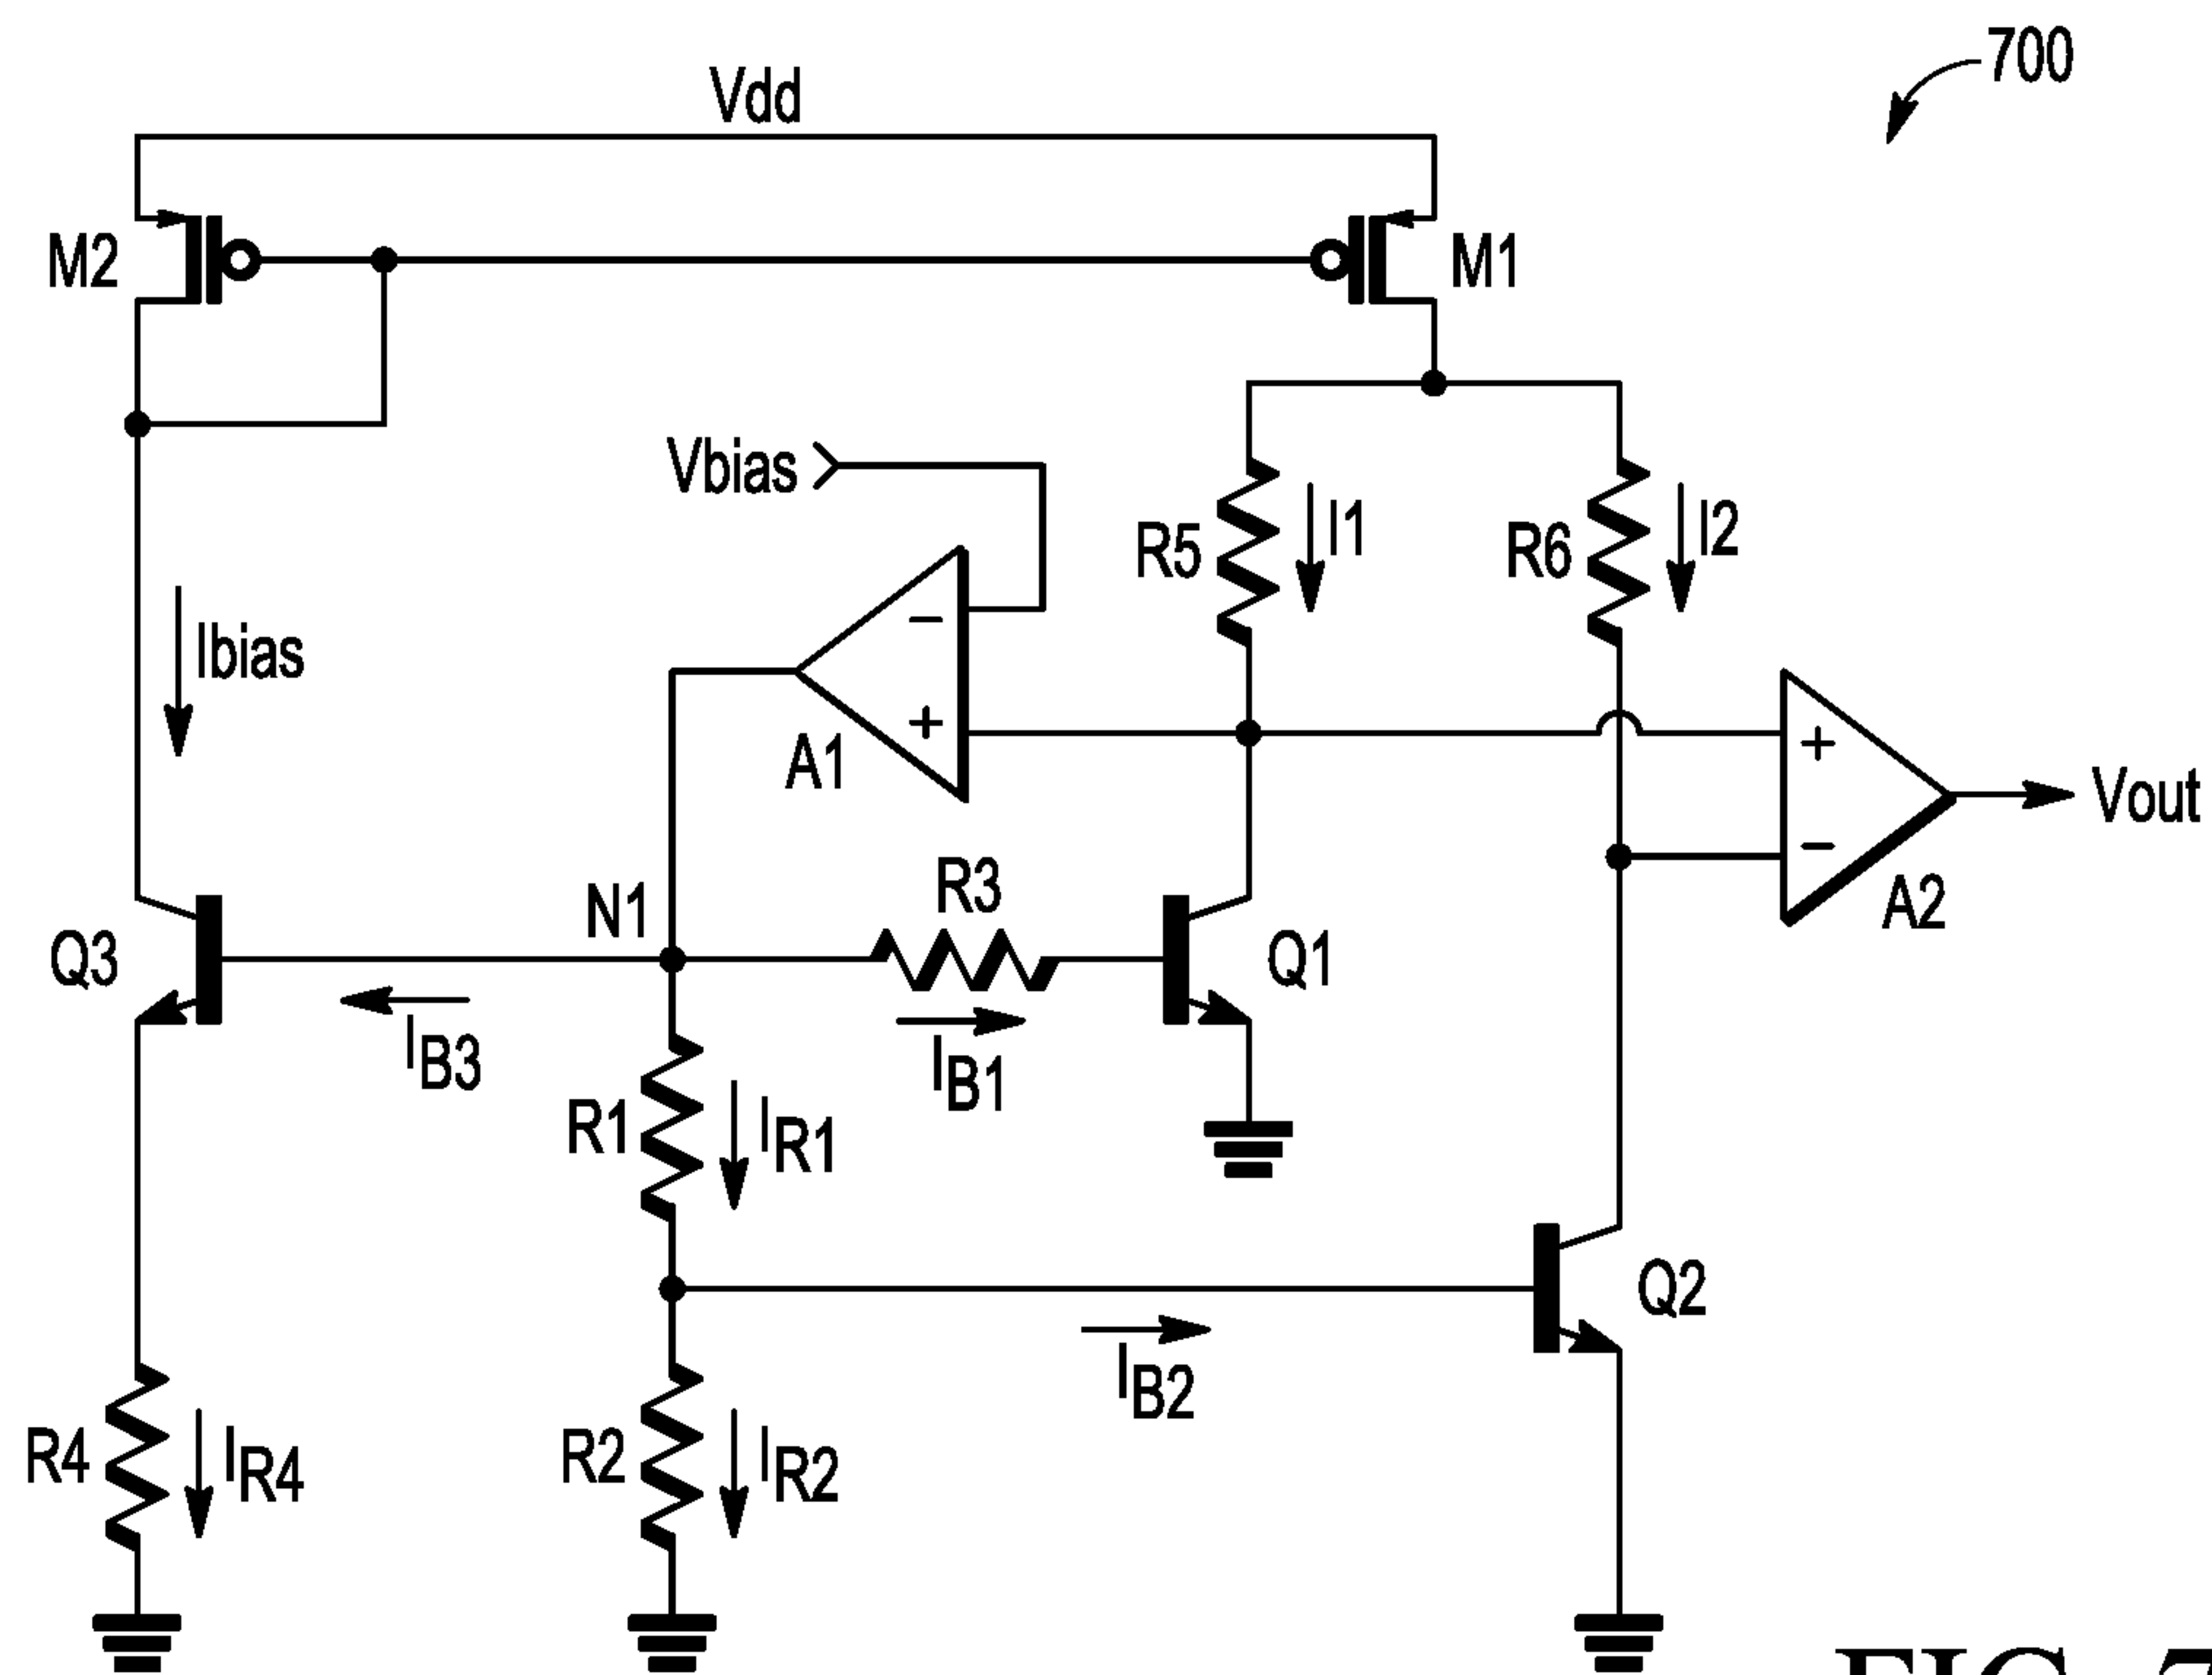 700
Vdd
M2
M1
Vbias
R5
I1
R6
I2
Ibias
−
+
A1
+
−
A2
Vout
N1
R3
Q3
Q1
IB3
IB1
R1
IR1
Q2
IB2
R4
IR4
R2
IR2